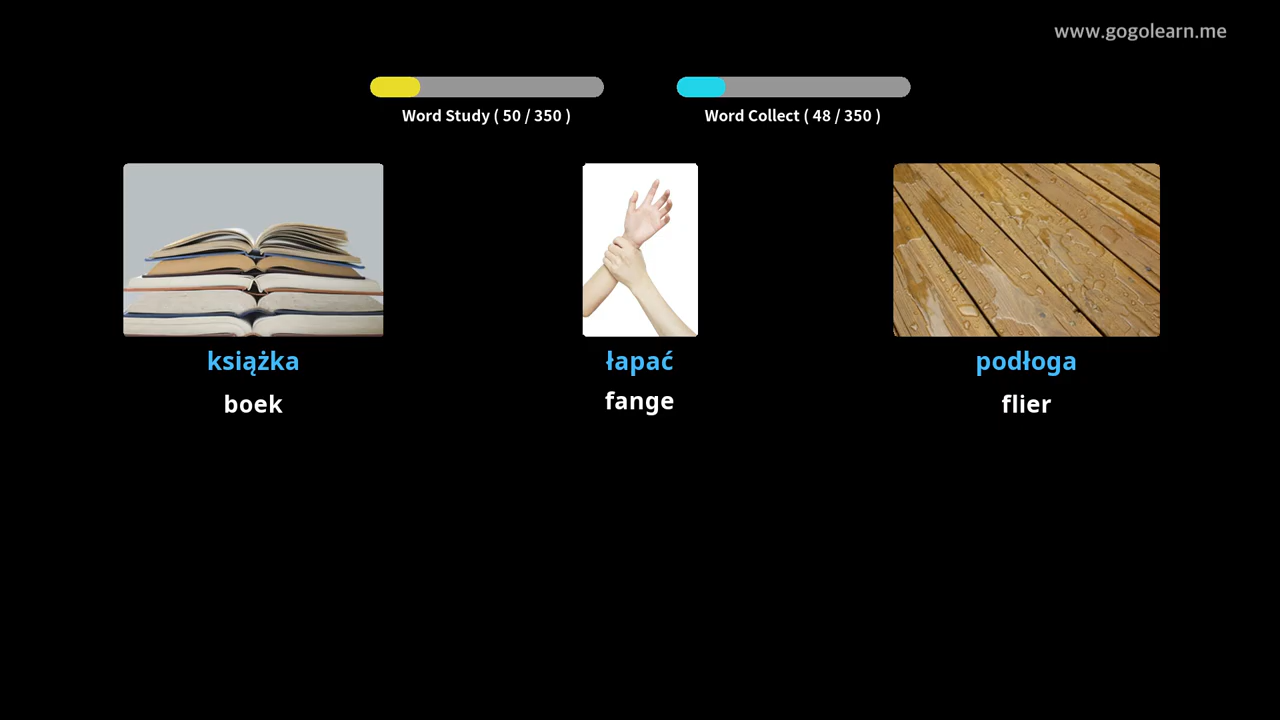 www.gogolearn.me
Word Study ( 50 / 350 )
Word Collect ( 48 / 350 )
książka
łapać
podłoga
boek
fange
flier